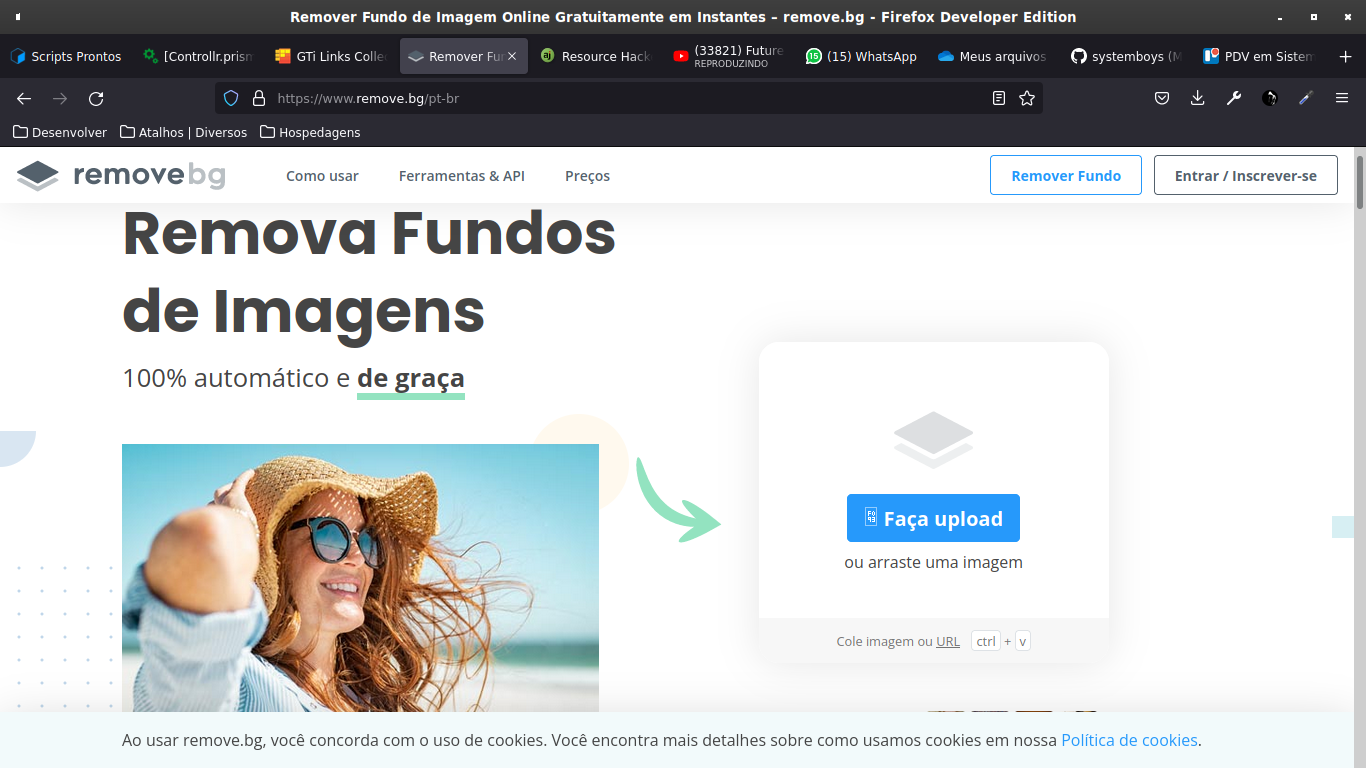 Remover Fundo de Imagem Online Gratuitamente em Instantes – remove.bg - Firefox Developer Edition
Scripts Prontos
[Controllr.prism
GTi Links Collec
Remover Fun
Resource Hack
(33821) Future
REPRODUZINDO
(15) WhatsApp
Meus arquivos
systemboys (M
PDV em Sistem
https://www.remove.bg/pt-br
Desenvolver
Atalhos | Diversos
Hospedagens
removebg
Como usar
Ferramentas & API
Preços
Remover Fundo
Entrar / Inscrever-se
Remova Fundos
de Imagens
100% automático e de graça
Faça upload
ou arraste uma imagem
Cole imagem ou URL ctrl + v
Ao usar remove.bg, você concorda com o uso de cookies. Você encontra mais detalhes sobre como usamos cookies em nossa Política de cookies.